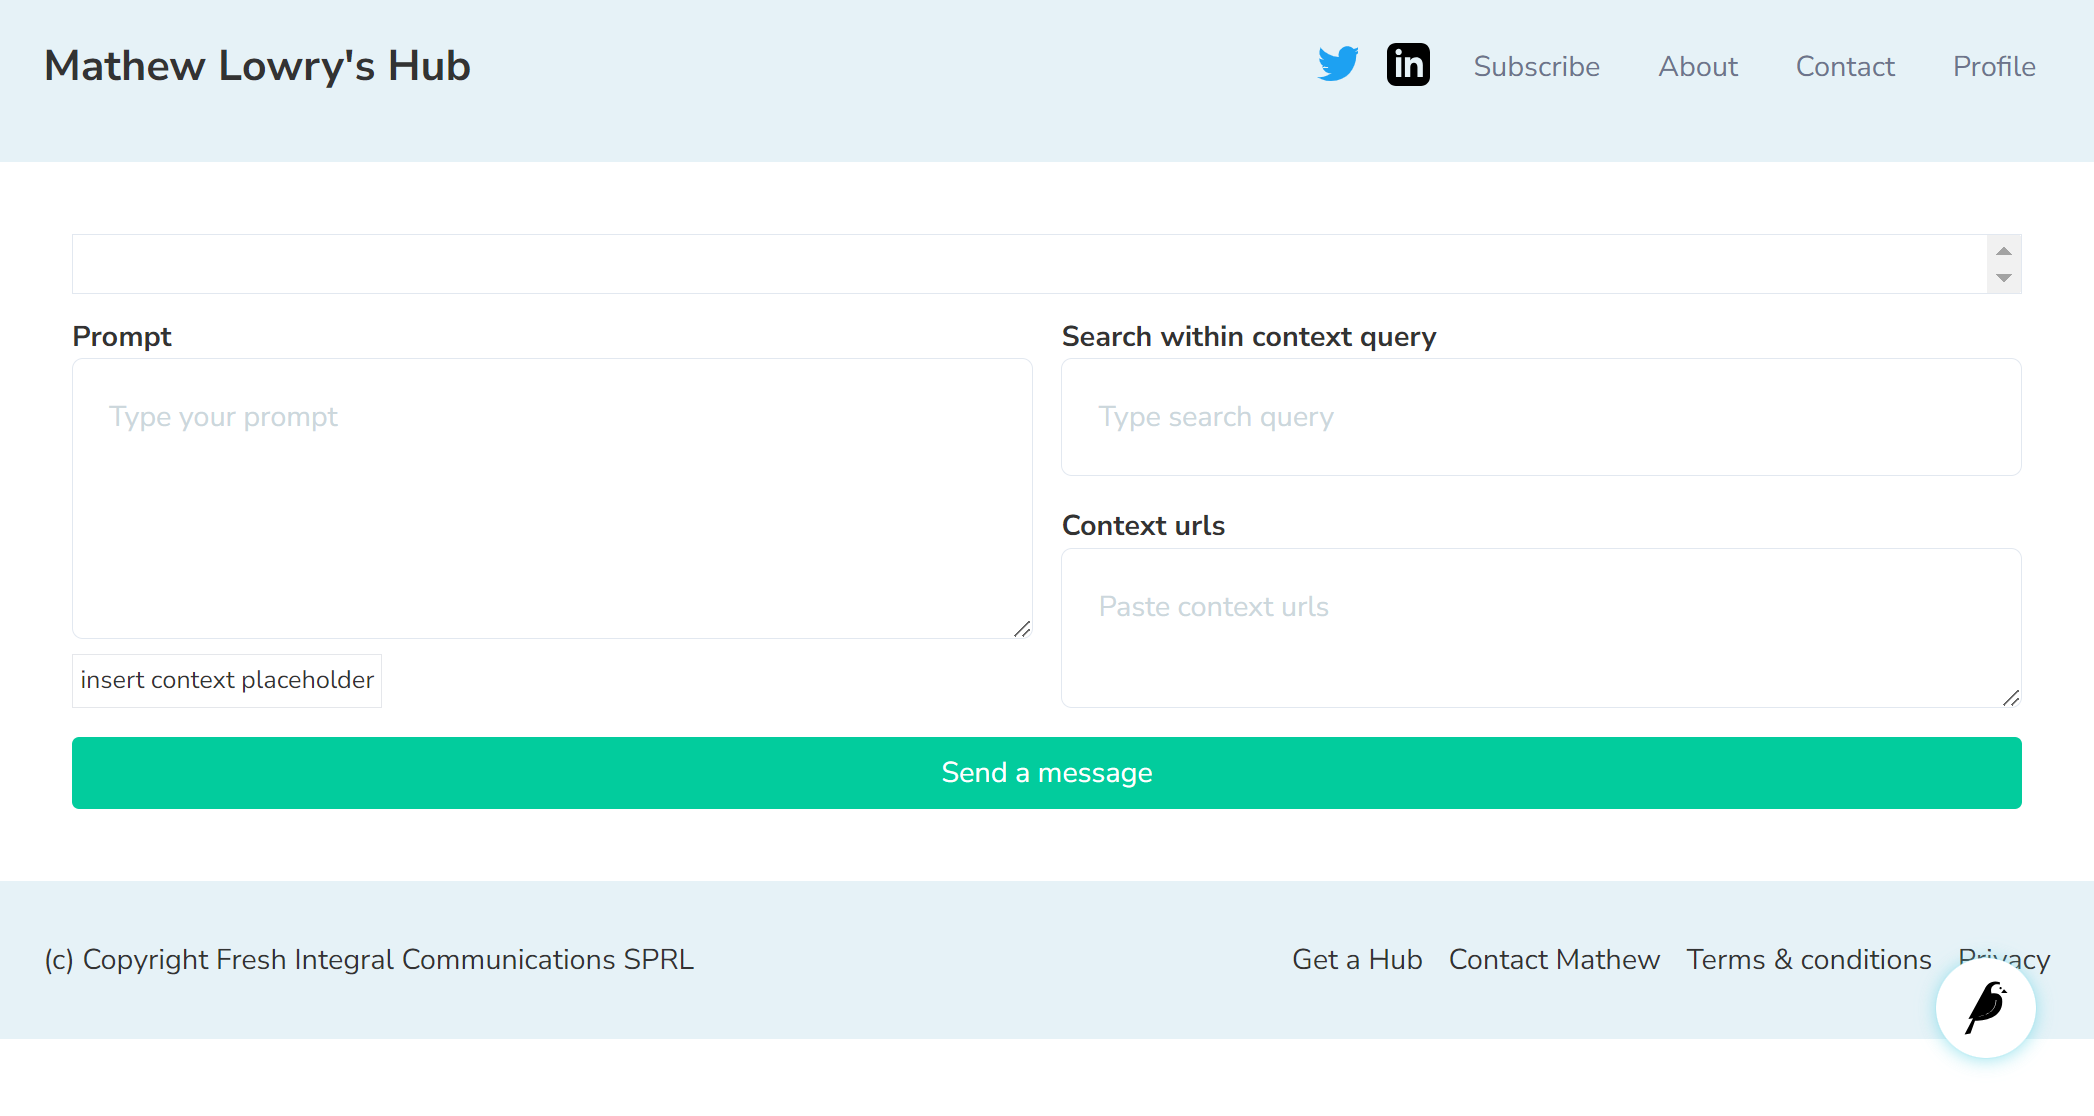 Mathew Lowry's Hub
in Subscribe About Contact Profile
Prompt
Type your prompt
insert context placeholder
Search within context query
Type search query
Context urls
Paste context urls
Send a message
(c) Copyright Fresh Integral Communications SPRL
Get a Hub Contact Mathew Terms & conditions Privacy